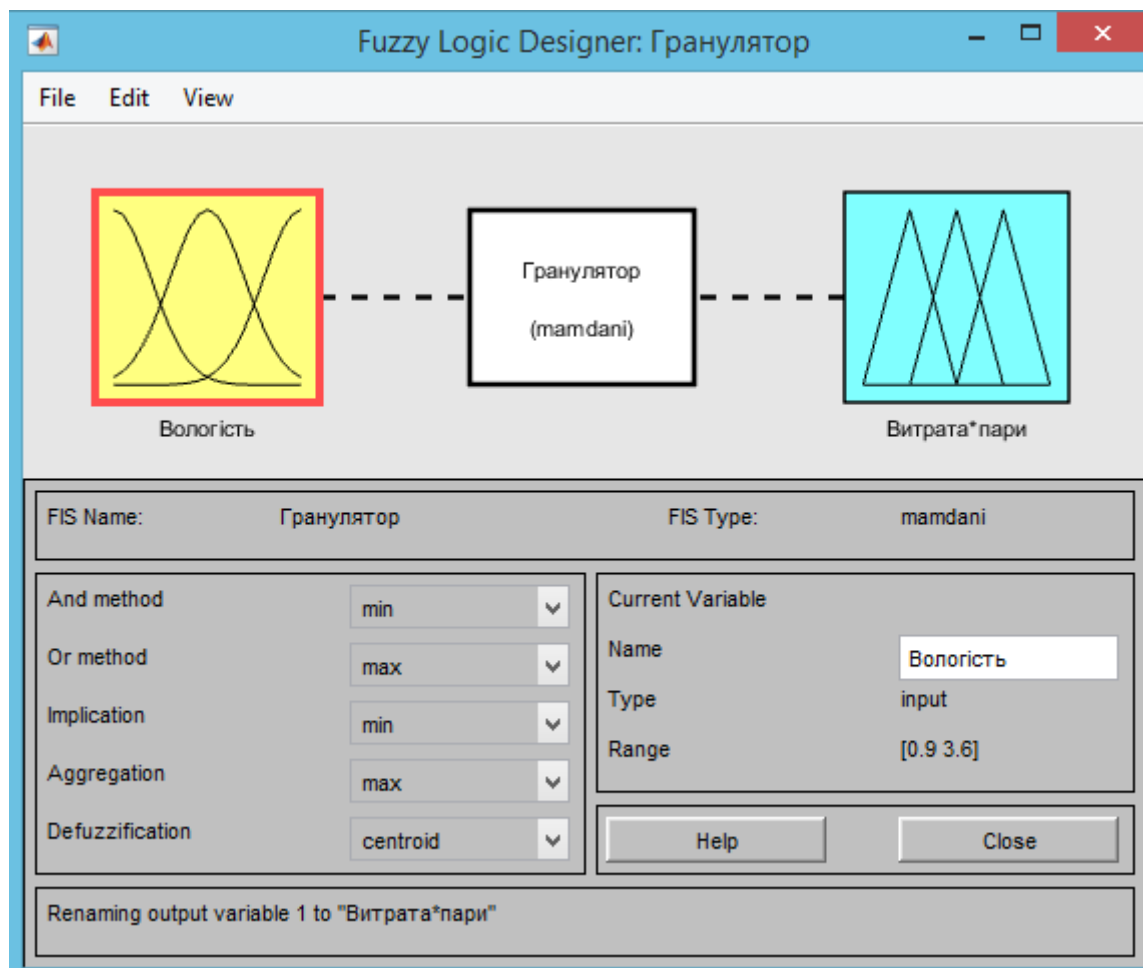 Fuzzy Logic Designer: Гранулятор
File Edit View
Гранулятор
(mamdani)
Вологість
Витрата*пари
FIS Name: Гранулятор FIS Type: mamdani
And method min
Or method max
Implication min
Aggregation max
Defuzzification centroid
Current Variable
Name Вологість
Type input
Range [0.9 3.6]
Help Close
Renaming output variable 1 to "Витрата*пари"